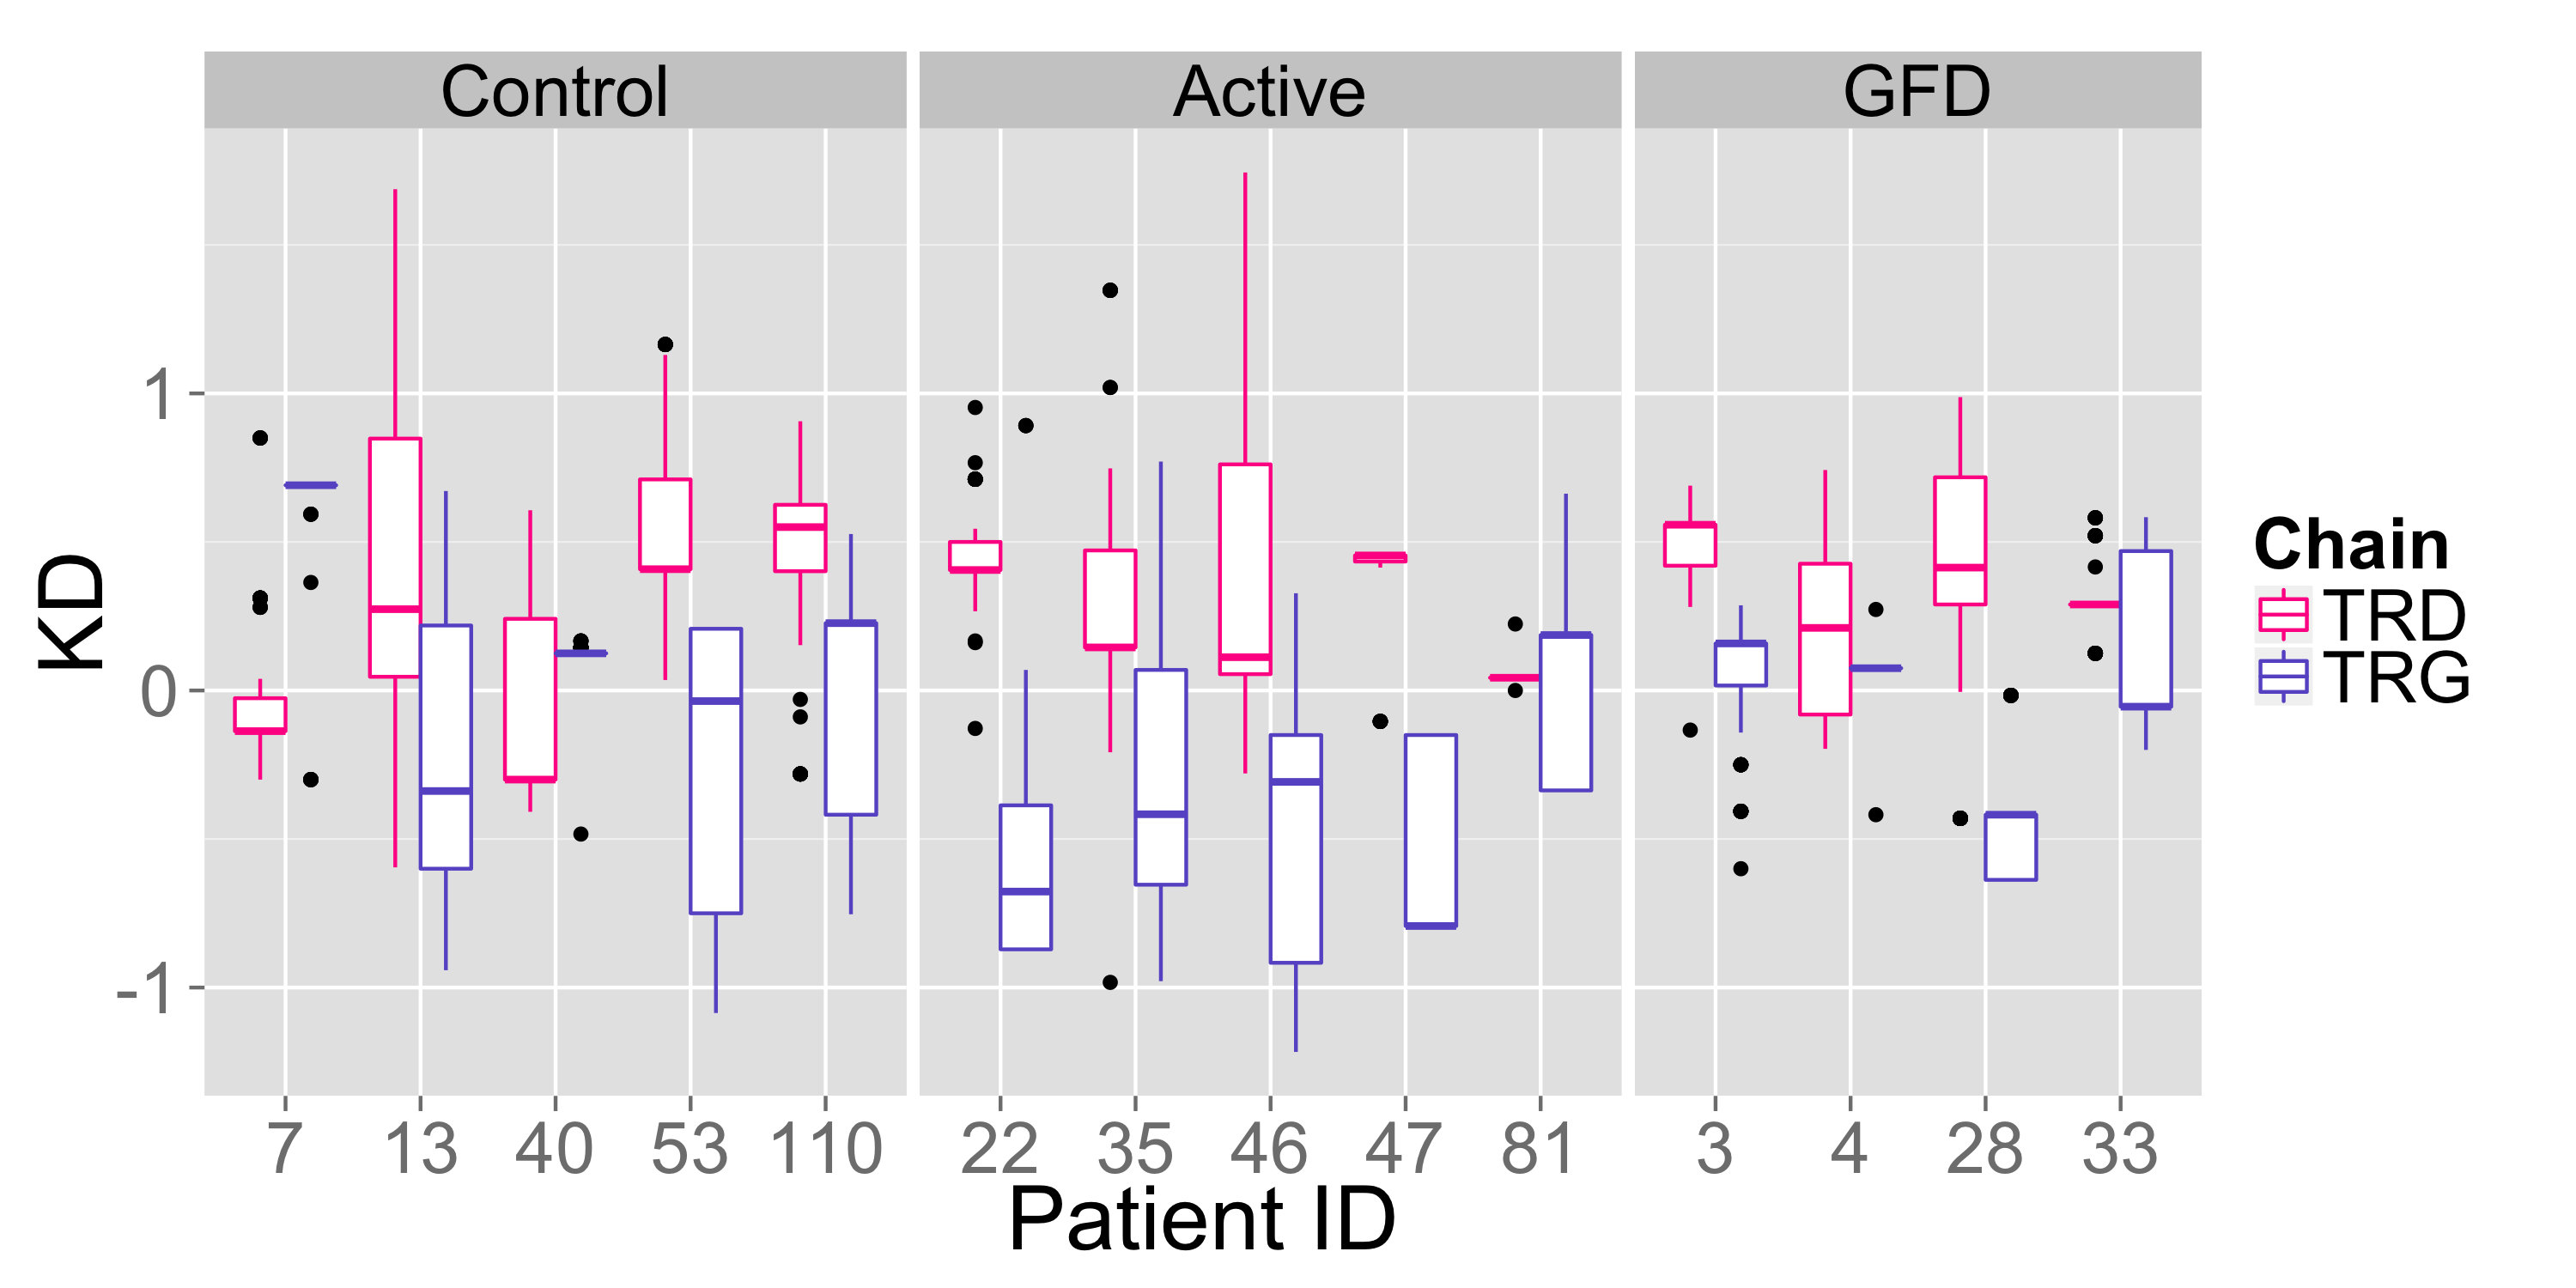 Control Active GFD
KD
1
0
-1
7 13 40 53 110 22 35 46 47 81 3 4 28 33
Patient ID
Chain
TRD
TRG